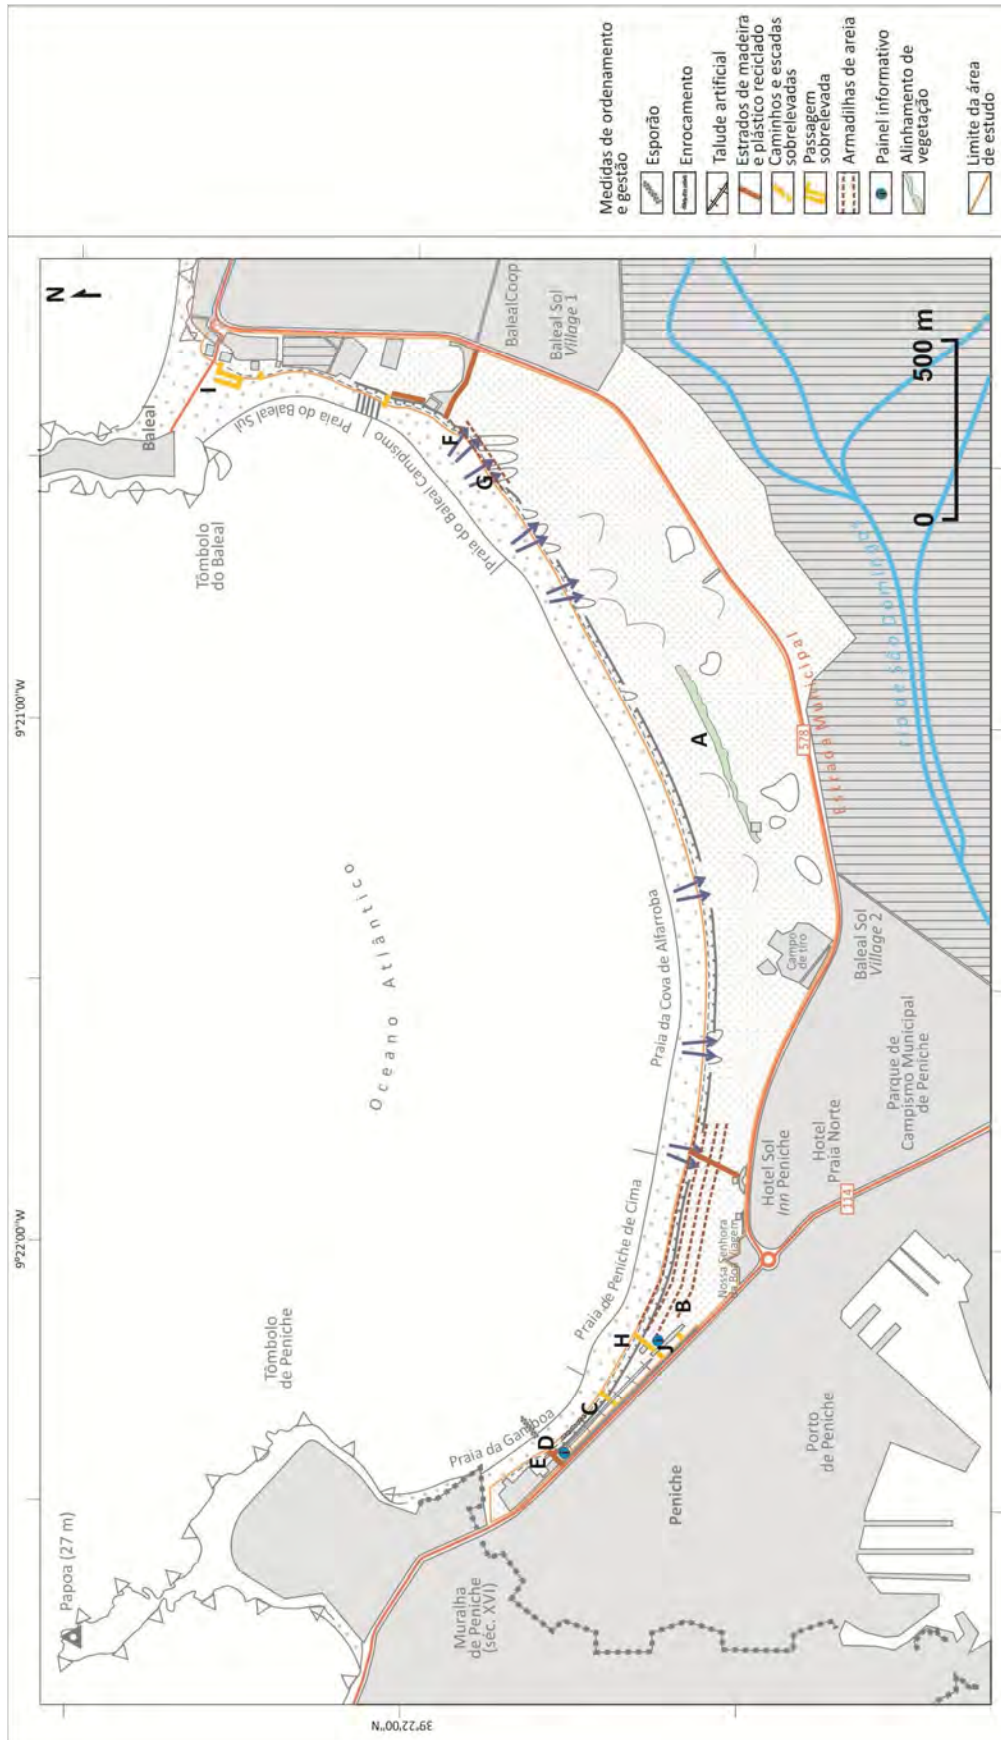 Medidas de ordenamento
e gestão
Esporão
Enrocamento
Talude artificial
Estrados de madeira
e plástico reciclado
Caminhos e escadas
sobrelevadas
Passagem
sobrelevada
Armadilhas de areia
Painel informativo
Alinhamento de
vegetação
Limite da área
de estudo
N
9°22'00''W
9°21'00''W
39°22'00''N
Papoa (27 m)
Tômbolo
de Peniche
Oceano Atlântico
Tômbolo
do Baleal
Baleal
I
Praia do Baleal Sul
Praia do Baleal Campismo
F
G
BalealCoop
Baleal Sol
Village 1
Praia da Cova de Alfarroba
Praia de Peniche de Cima
Praia da Gamboa
Muralha
de Peniche
(séc. XVI)
E
D
C
H
J
B
A
Nossa Senhora
da Boa Viagem
Campo
de tiro
Estrada Municipal
578
rio de São Domingos
Hotel Sol
Inn Peniche
Hotel
Praia Norte
Baleal Sol
Village 2
Parque de
Campismo Municipal
de Peniche
114
Peniche
Porto
de Peniche
0
500 m